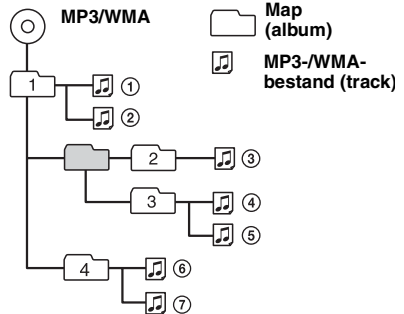 MP3/WMA
Map
(album)
MP3-/WMA-
bestand (track)
1
①
②
2
③
3
④
⑤
4
⑥
⑦